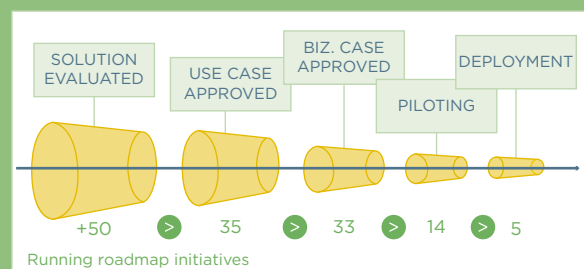 SOLUTION
EVALUATED
USE CASE
APPROVED
BIZ. CASE
APPROVED
PILOTING
DEPLOYMENT
+50 > 35 > 33 > 14 > 5
Running roadmap initiatives